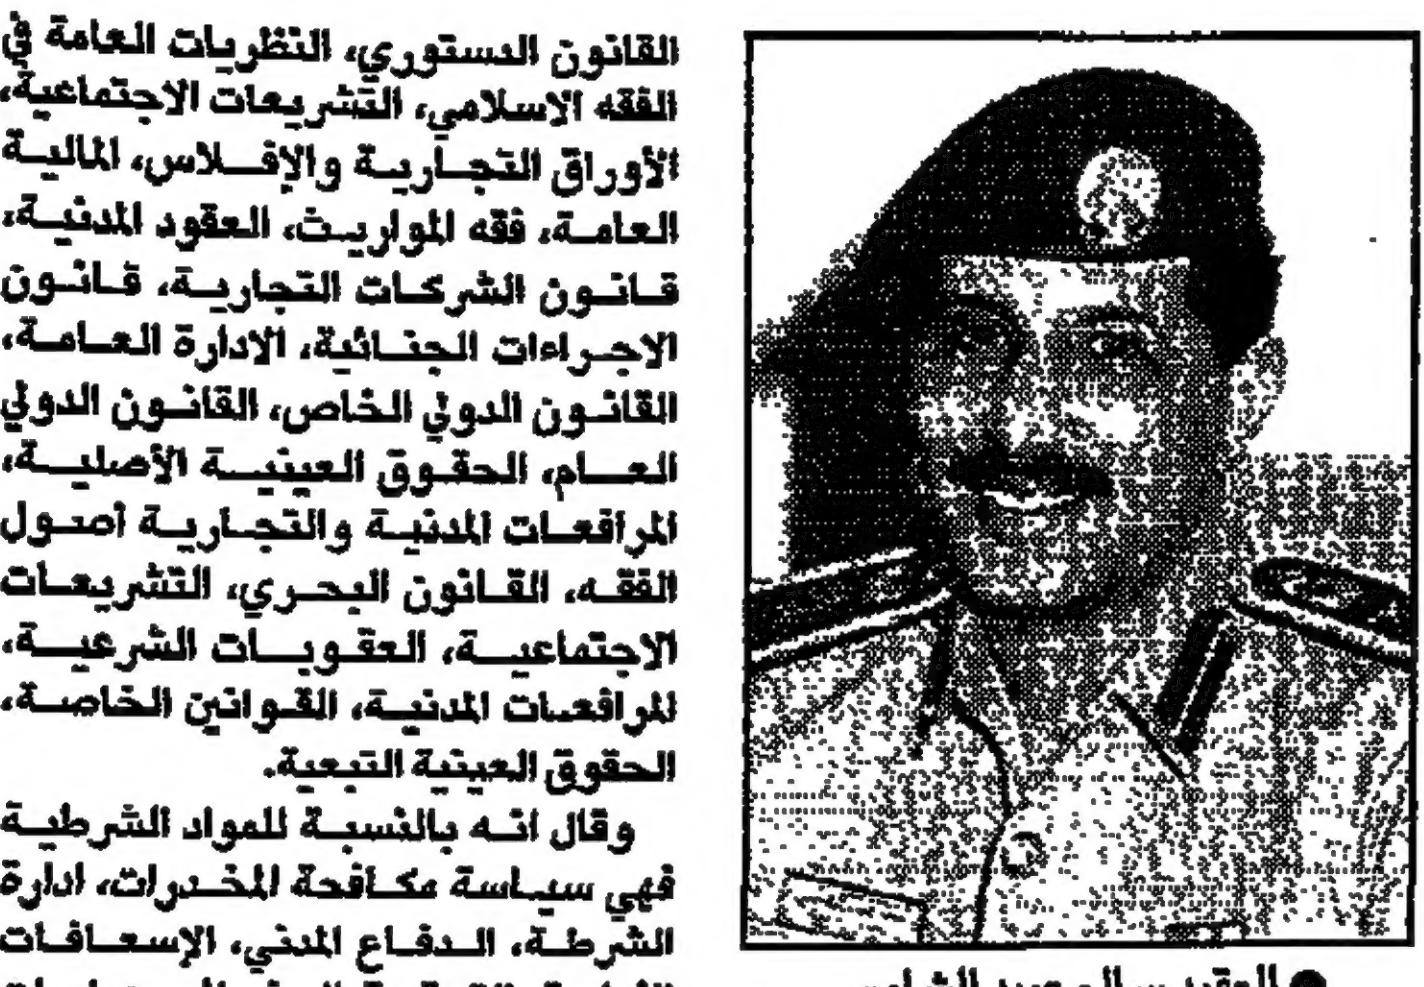 القانون الدستوري، النظريات العامة في
الفقه الاسلامي، التشريعات الاجتماعية،
الأوراق التجارية والإفلاس، المالية
العامة، فقه المواريث، العقود المدنية،
قانون الشركات التجارية، قانون
الاجراءات الجنائية، الادارة العامة،
القانون الدولي الخاص، القانون الدولي
العام، الحقوق العينية الأصلية،
المرافعات المدنية والتجارية أصول
الفقه، القانون البحري، التشريعات
الاجتماعية، العقوبات الشرعية،
المرافعات المدنية، القوانين الخاصة،
الحقوق العينية التبعية.
وقال انه بالنسبة للمواد الشرطية
فهي سياسة مكافحة المخدرات، ادارة
الشرطة، الدفاع المدني، الإسعافات
العقيد سالم عبيد